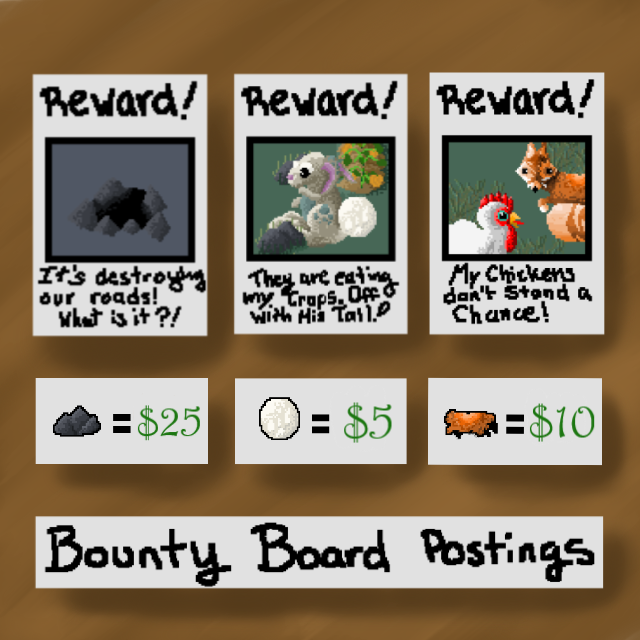 Reward!
It's destroying
our roads!
What is it?!
Reward!
They are eating
my Crops. Off
With His Tail!
Reward!
My Chickens
don't Stand a
Chance!
= $25
= $5
= $10
Bounty Board Postings